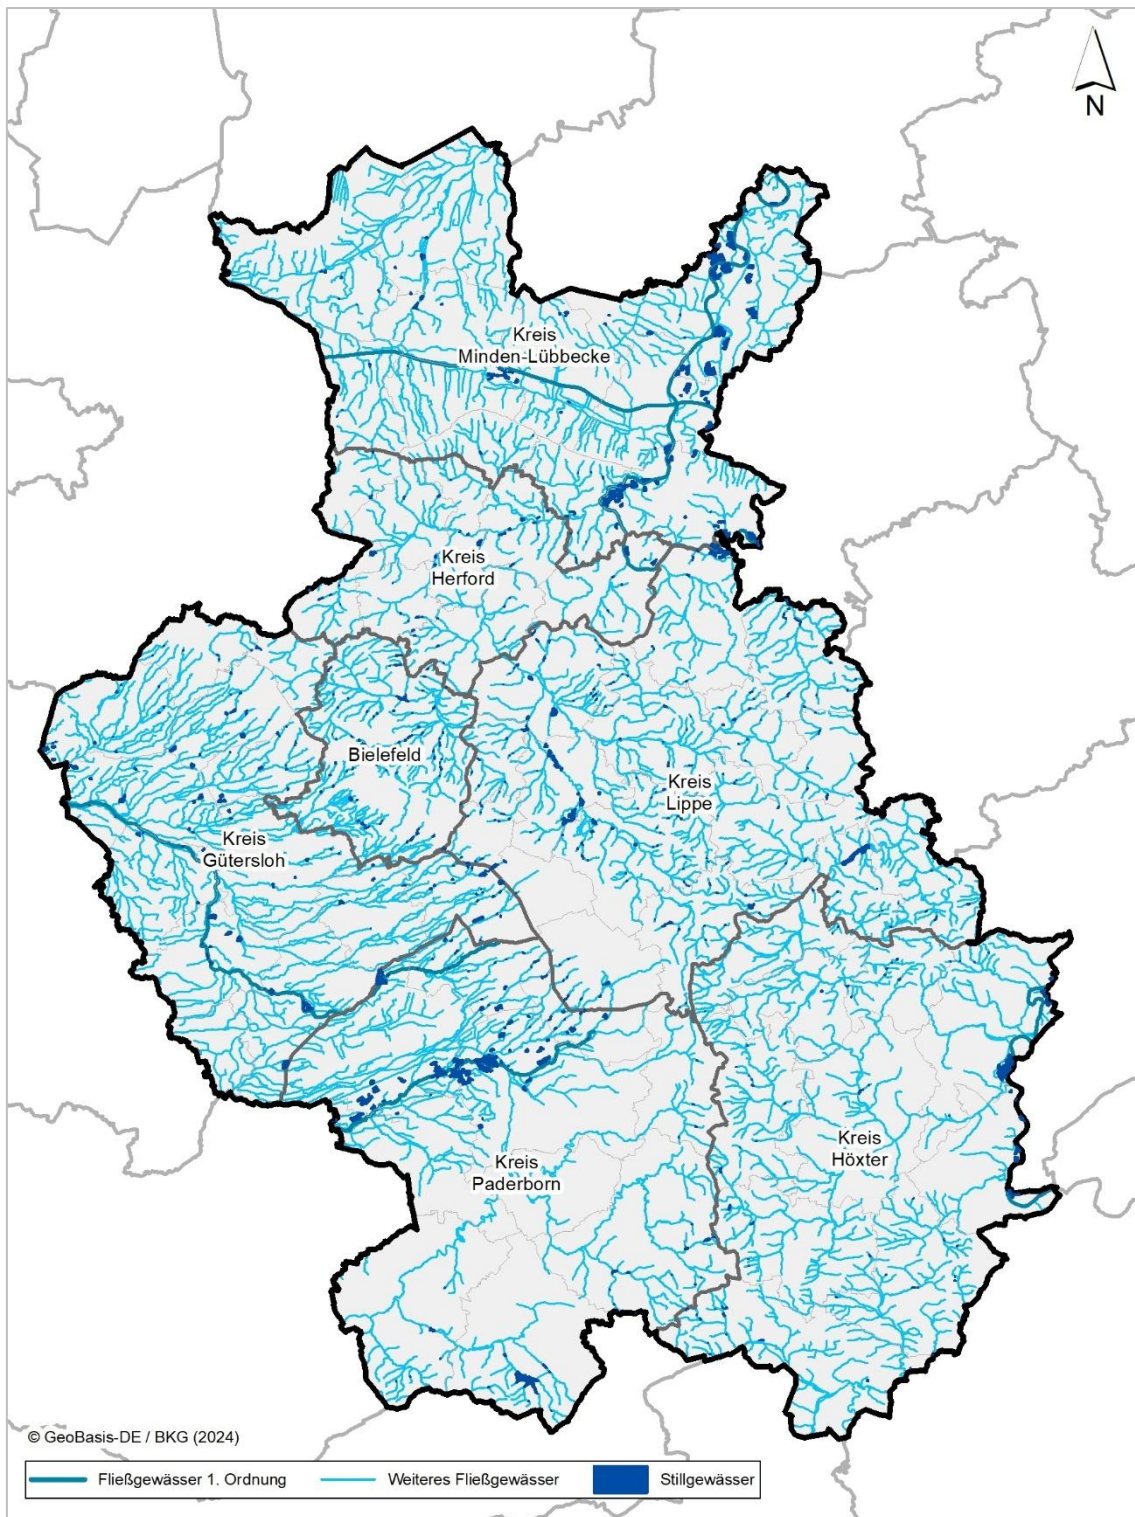 N
Kreis
Minden-Lübbecke
Kreis
Herford
Bielefeld
Kreis
Lippe
Kreis
Gütersloh
Kreis
Höxter
Kreis
Paderborn
© GeoBasis-DE / BKG (2024)
Fließgewässer 1. Ordnung Weiteres Fließgewässer Stillgewässer